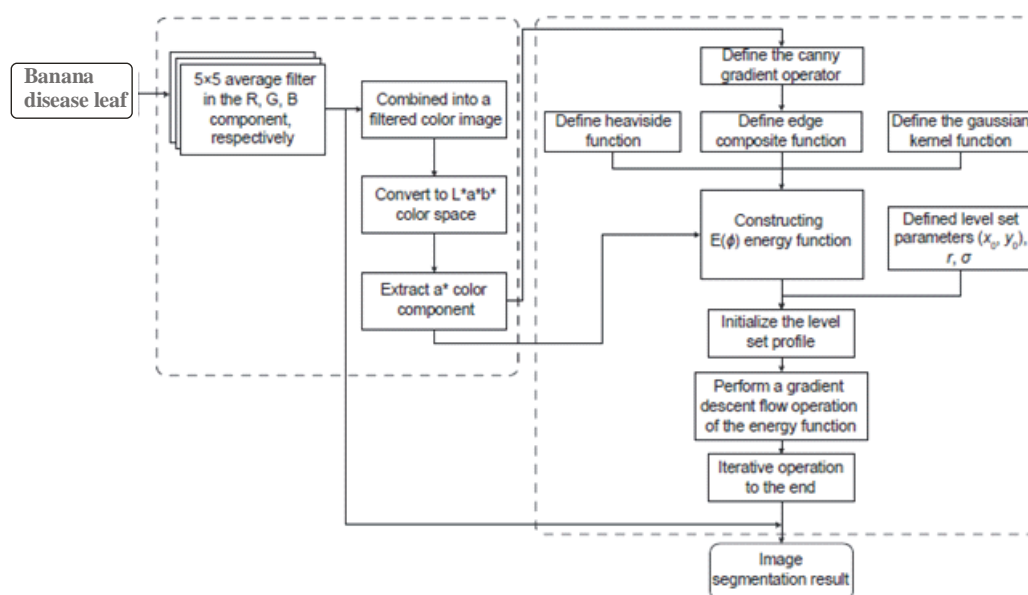 Banana
disease leaf
5×5 average filter
in the R, G, B
component,
respectively
Combined into a
filtered color image
Convert to L*a*b*
color space
Extract a* color
component
Define the canny
gradient operator
Define heaviside
function
Define edge
composite function
Define the gaussian
kernel function
Constructing
E(ϕ) energy function
Defined level set
parameters (x₀, y₀),
r, σ
Initialize the level
set profile
Perform a gradient
descent flow operation
of the energy function
Iterative operation
to the end
Image
segmentation result